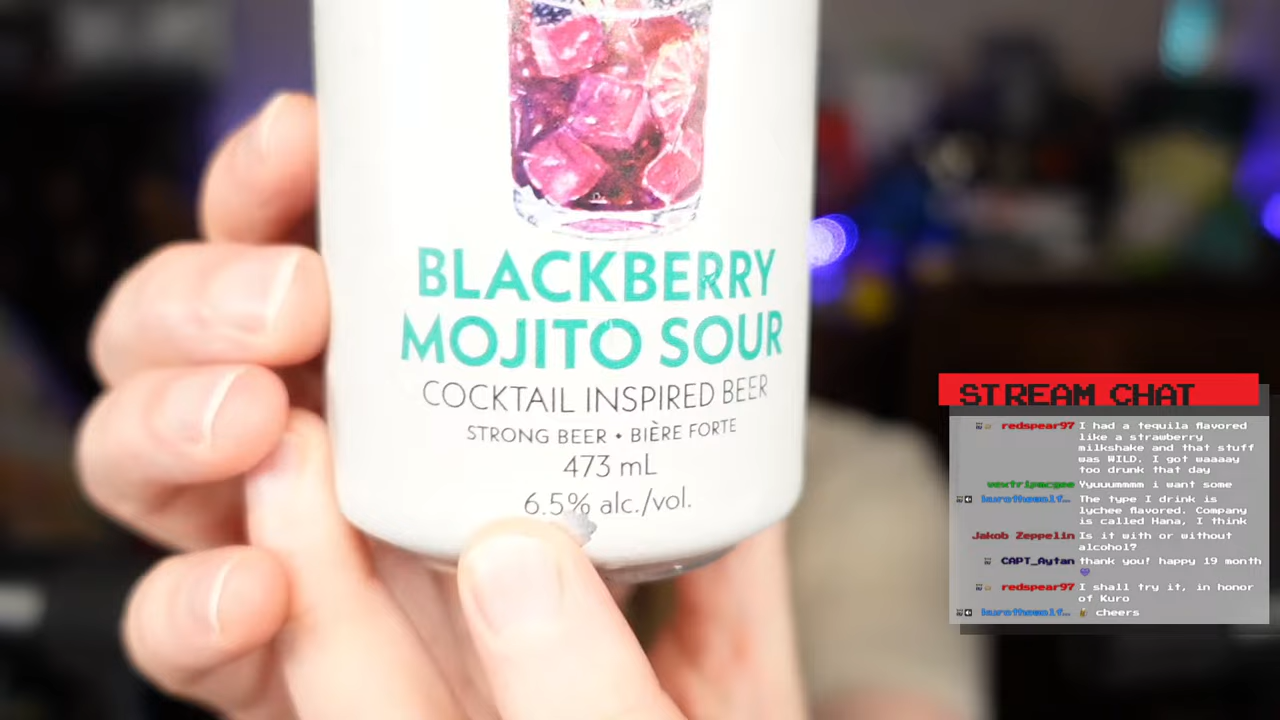 BLACKBERRY
MOJITO SOUR
COCKTAIL INSPIRED BEER
STRONG BEER • BIÈRE FORTE
473 mL
6.5% alc./vol.
STREAM CHAT
redspear97 I had a tequila flavored
like a strawberry
milkshake and that stuff
was WILD. I got waaaay
too drunk that day
Yyuuummmm i want some
The type I drink is
lychee flavored. Company
is called Hana, I think
Jakob Zeppelin Is it with or without
alcohol?
CAPT_Aytan thank you! happy 19 month
redspear97 I shall try it, in honor
of Kuro
cheers